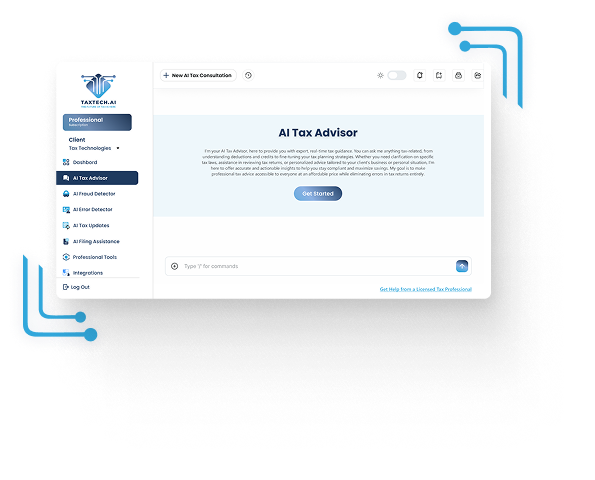 TAXTECH.AI
Professional
Subscription
Client
Tax Technologies
Dashbord
AI Tax Advisor
AI Fraud Detector
AI Error Detector
AI Tax Updates
AI Filing Assistance
Professional Tools
Integrations
Log Out
New AI Tax Consultation
AI Tax Advisor
I'm your AI Tax Advisor, here to provide you with expert, real-time tax guidance. You can ask me anything tax-related, from
understanding deductions and credits to fine-tuning your tax planning strategies. Whether you need clarification on specific
tax laws, assistance in reviewing tax returns, or personalized advice tailored to your client's business or personal situation, I'm
here to offer accurate and actionable insights to help you stay compliant and maximize savings. My goal is to make
professional tax advice accessible to everyone at an affordable price while eliminating errors in tax returns entirely.
Get Started
Type '/' for commands
Get Help from a Licensed Tax Professional